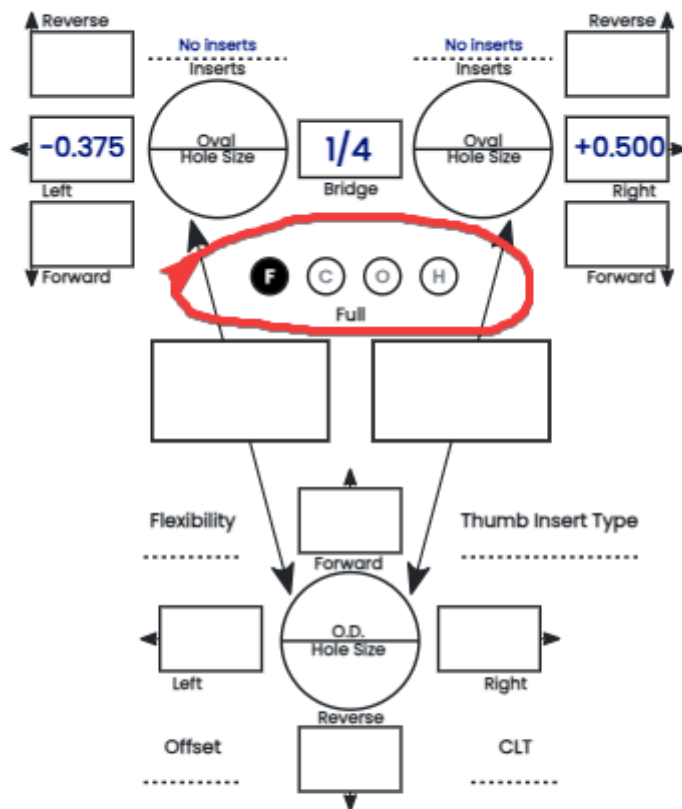 Reverse
No inserts
Inserts
No inserts
Inserts
Reverse
-0.375
Left
Oval
Hole Size
1/4
Bridge
Oval
Hole Size
+0.500
Right
Forward
F C O H
Full
Forward
Flexibility
Thumb Insert Type
Forward
O.D.
Hole Size
Left
Right
Reverse
Offset
CLT